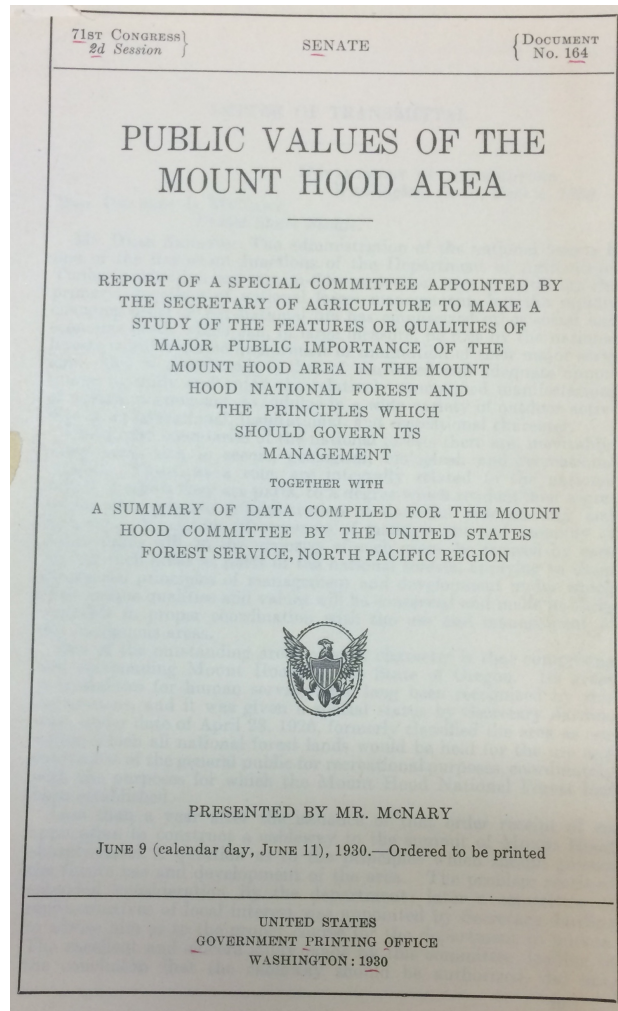 71ST CONGRESS
2d Session
SENATE
DOCUMENT
No. 164
PUBLIC VALUES OF THE
MOUNT HOOD AREA
REPORT OF A SPECIAL COMMITTEE APPOINTED BY
THE SECRETARY OF AGRICULTURE TO MAKE A
STUDY OF THE FEATURES OR QUALITIES OF
MAJOR PUBLIC IMPORTANCE OF THE
MOUNT HOOD AREA IN THE MOUNT
HOOD NATIONAL FOREST AND
THE PRINCIPLES WHICH
SHOULD GOVERN ITS
MANAGEMENT
TOGETHER WITH
A SUMMARY OF DATA COMPILED FOR THE MOUNT
HOOD COMMITTEE BY THE UNITED STATES
FOREST SERVICE, NORTH PACIFIC REGION
PRESENTED BY MR. MCNARY
JUNE 9 (calendar day, JUNE 11), 1930.—Ordered to be printed
UNITED STATES
GOVERNMENT PRINTING OFFICE
WASHINGTON : 1930